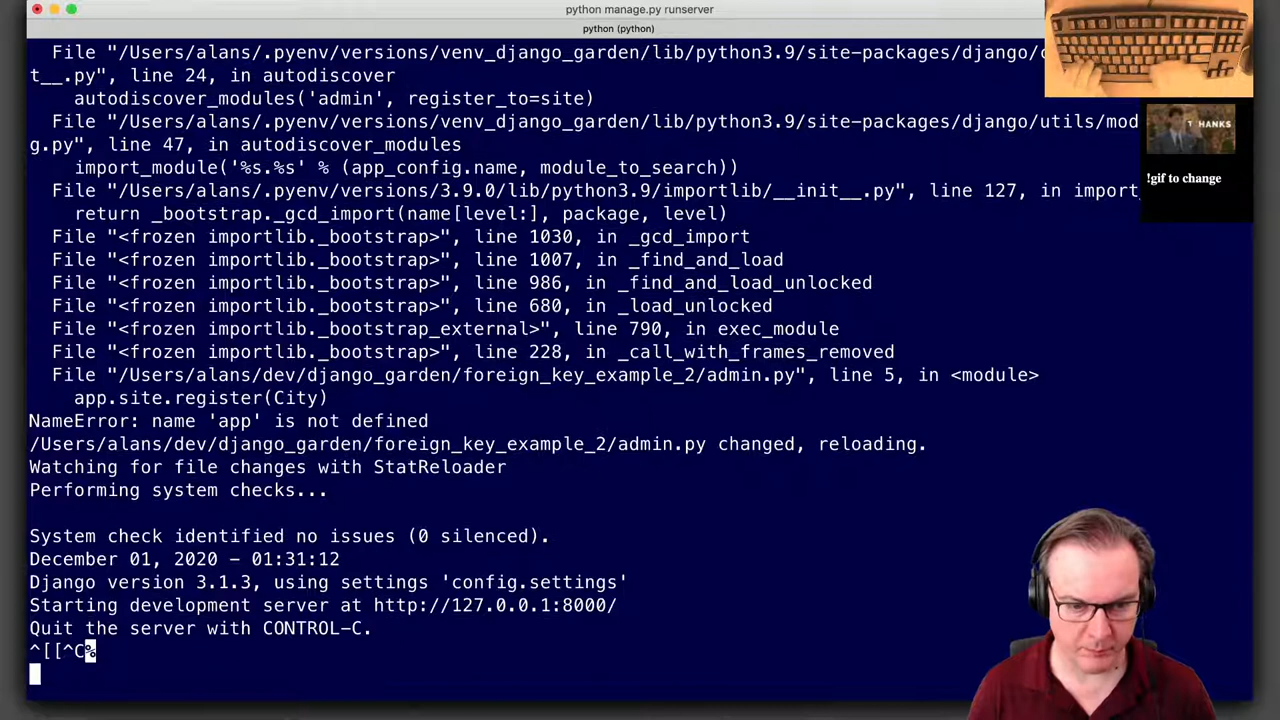 python manage.py runserver
python (python)
File "/Users/alans/.pyenv/versions/venv_django_garden/lib/python3.9/site-packages/django/
t__.py", line 24, in autodiscover
autodiscover_modules('admin', register_to=site)
File "/Users/alans/.pyenv/versions/venv_django_garden/lib/python3.9/site-packages/django/utils/mod
g.py", line 47, in autodiscover_modules
import_module('%s.%s' % (app_config.name, module_to_search))
File "/Users/alans/.pyenv/versions/3.9.0/lib/python3.9/importlib/__init__.py", line 127, in import_
return _bootstrap._gcd_import(name[level:], package, level)
File "<frozen importlib._bootstrap>", line 1030, in _gcd_import
File "<frozen importlib._bootstrap>", line 1007, in _find_and_load
File "<frozen importlib._bootstrap>", line 986, in _find_and_load_unlocked
File "<frozen importlib._bootstrap>", line 680, in _load_unlocked
File "<frozen importlib._bootstrap_external>", line 790, in exec_module
File "<frozen importlib._bootstrap>", line 228, in _call_with_frames_removed
File "/Users/alans/dev/django_garden/foreign_key_example_2/admin.py", line 5, in <module>
app.site.register(City)
NameError: name 'app' is not defined
/Users/alans/dev/django_garden/foreign_key_example_2/admin.py changed, reloading.
Watching for file changes with StatReloader
Performing system checks...
System check identified no issues (0 silenced).
December 01, 2020 - 01:31:12
Django version 3.1.3, using settings 'config.settings'
Starting development server at http://127.0.0.1:8000/
Quit the server with CONTROL-C.
^[[^C%
T HANKS
!gif to change